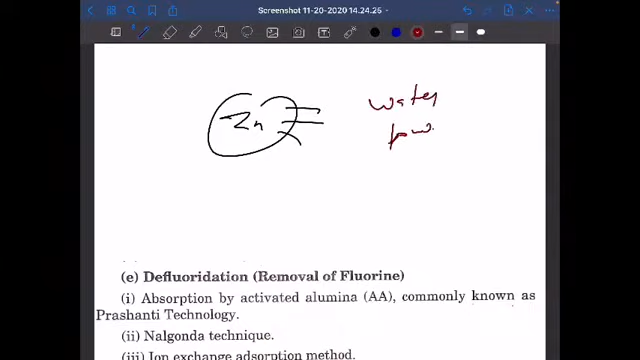 Screenshot 11-20-2020 14.24.25
Zn
water
(e) Defluoridation (Removal of Fluorine)
(i) Absorption by activated alumina (AA), commonly known as
Prashanti Technology.
(ii) Nalgonda technique.
(iii) Ion exchange adsorption method.